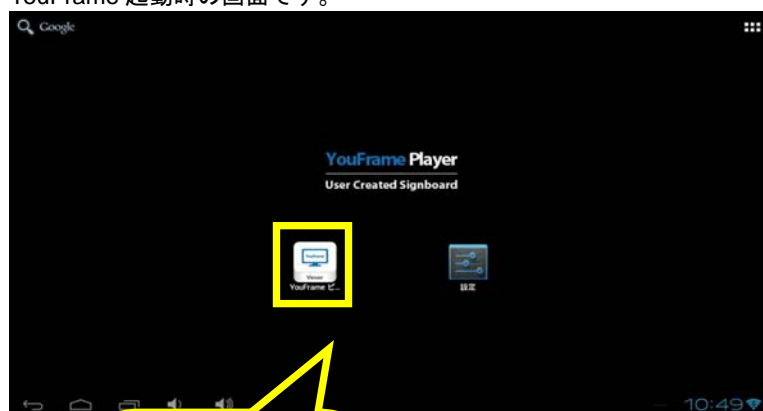 YouFrame 起動時の画面です。
Google
YouFrame Player
User Created Signboard
YouFrame
Viewer
YouFrame ビ...
設定
10:49